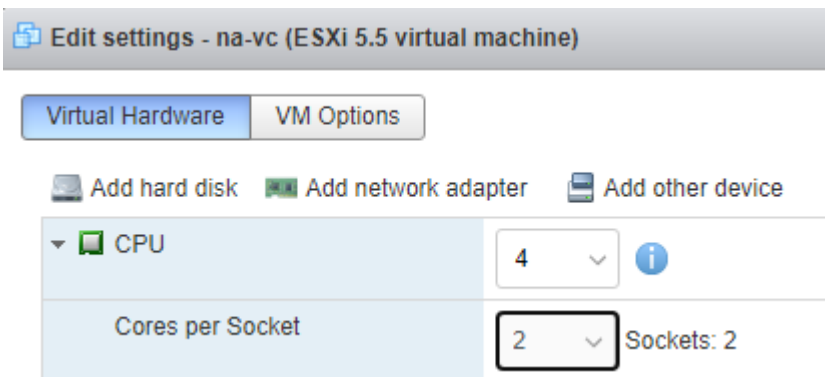 Edit settings - na-vc (ESXi 5.5 virtual machine)
Virtual Hardware VM Options
Add hard disk Add network adapter Add other device
CPU 4
Cores per Socket 2 Sockets: 2